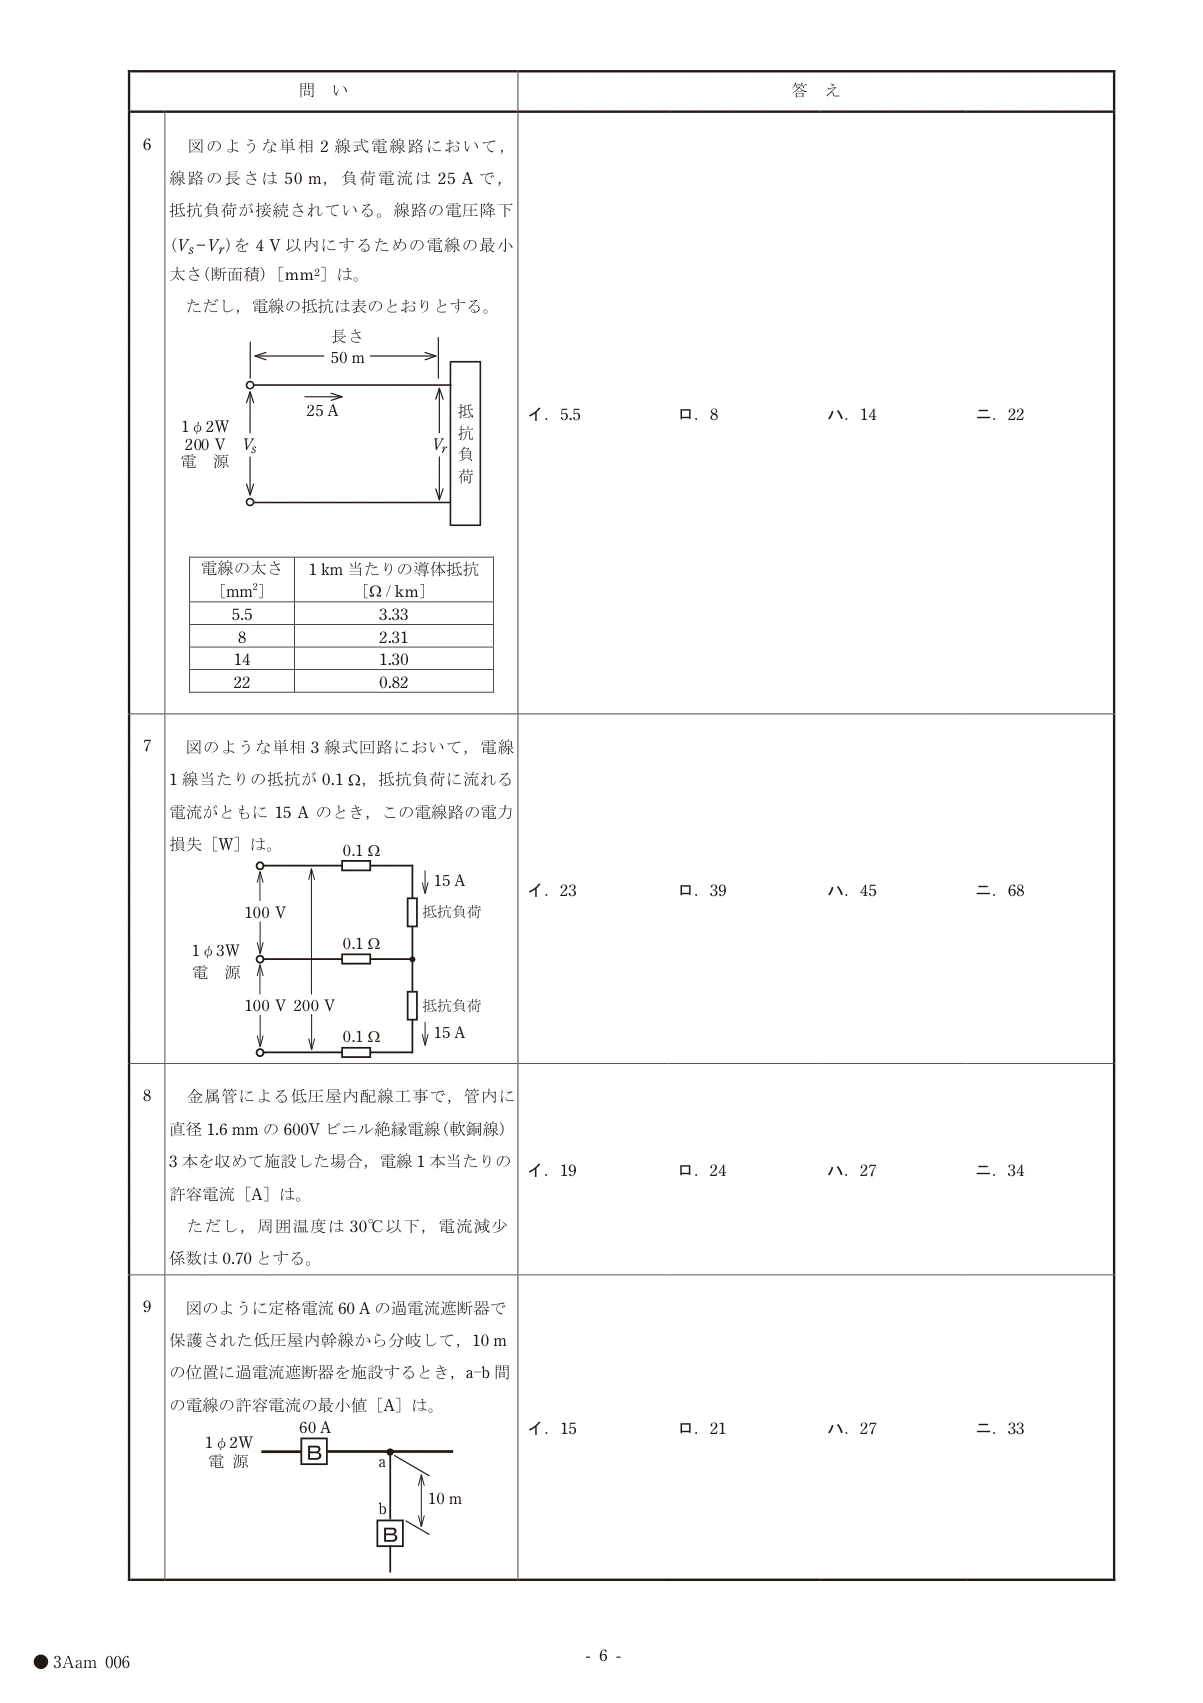 問　い
答　え
6
図のような単相 2 線式電線路において，
線路の長さは 50 m，負荷電流は 25 A で，
抵抗負荷が接続されている。線路の電圧降下
(Vs－Vr)を 4 V 以内にするための電線の最小
太さ(断面積)［mm²］は。
ただし，電線の抵抗は表のとおりとする。
長さ
50 m
25 A
1φ2W
200 V
電　源
Vs
Vr
抵抗負荷
電線の太さ［mm²］
1 km 当たりの導体抵抗［Ω / km］
5.5 3.33
8 2.31
14 1.30
22 0.82
イ．5.5 ロ．8 ハ．14 ニ．22
7
図のような単相 3 線式回路において，電線
1 線当たりの抵抗が 0.1 Ω，抵抗負荷に流れる
電流がともに 15 A のとき，この電線路の電力
損失［W］は。
0.1 Ω
15 A
100 V
抵抗負荷
0.1 Ω
1φ3W
電　源
100 V 200 V
抵抗負荷
0.1 Ω
15 A
イ．23 ロ．39 ハ．45 ニ．68
8
金属管による低圧屋内配線工事で，管内に
直径 1.6 mm の 600V ビニル絶縁電線(軟銅線)
3 本を収めて施設した場合，電線 1 本当たりの
許容電流［A］は。
ただし，周囲温度は 30℃以下，電流減少
係数は 0.70 とする。
イ．19 ロ．24 ハ．27 ニ．34
9
図のように定格電流 60 A の過電流遮断器で
保護された低圧屋内幹線から分岐して，10 m
の位置に過電流遮断器を施設するとき，a-b 間
の電線の許容電流の最小値［A］は。
60 A
1φ2W
電 源
B
a
10 m
b
B
イ．15 ロ．21 ハ．27 ニ．33
●3Aam 006
- 6 -